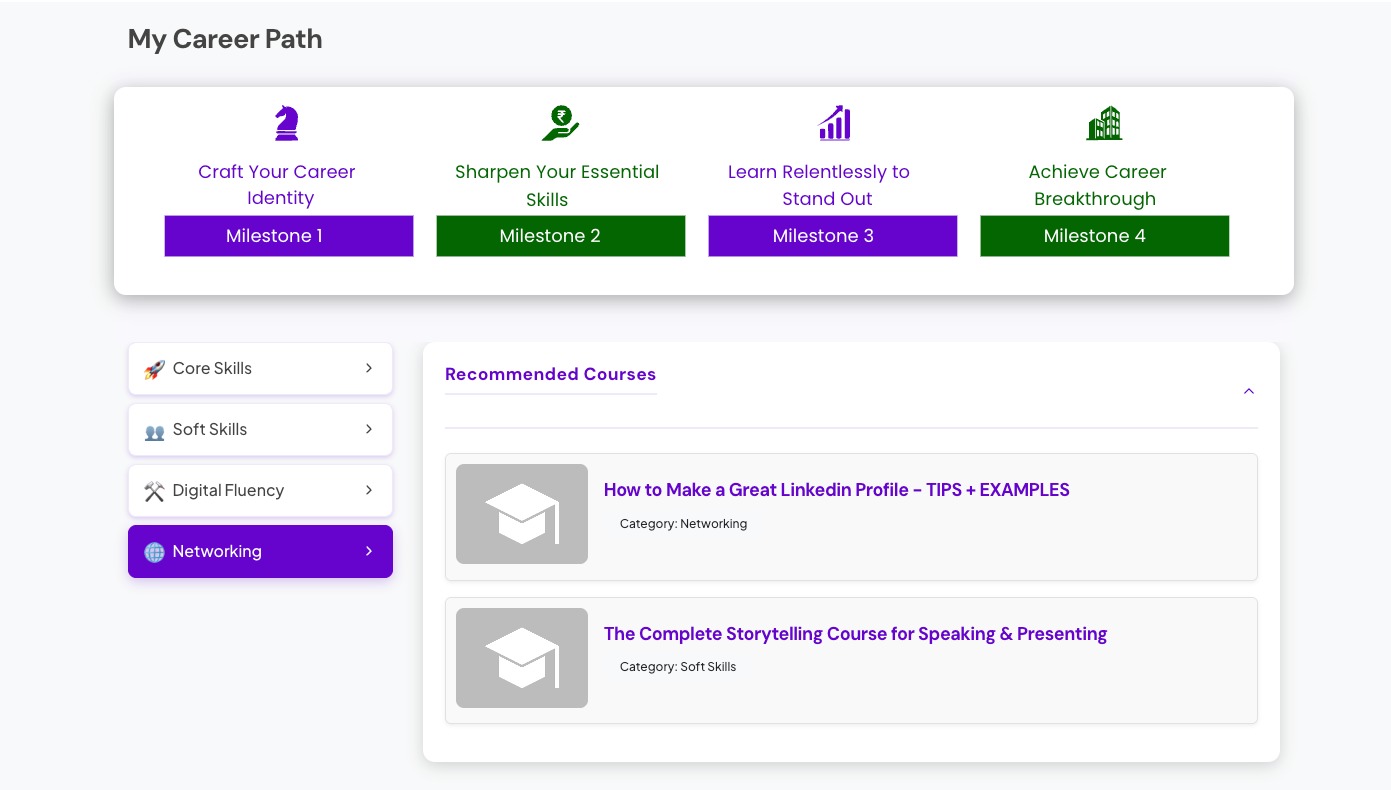 My Career Path
Craft Your Career
Identity
Milestone 1
Sharpen Your Essential
Skills
Milestone 2
Learn Relentlessly to
Stand Out
Milestone 3
Achieve Career
Breakthrough
Milestone 4
Core Skills
Soft Skills
Digital Fluency
Networking
Recommended Courses
How to Make a Great Linkedin Profile - TIPS + EXAMPLES
Category: Networking
The Complete Storytelling Course for Speaking & Presenting
Category: Soft Skills